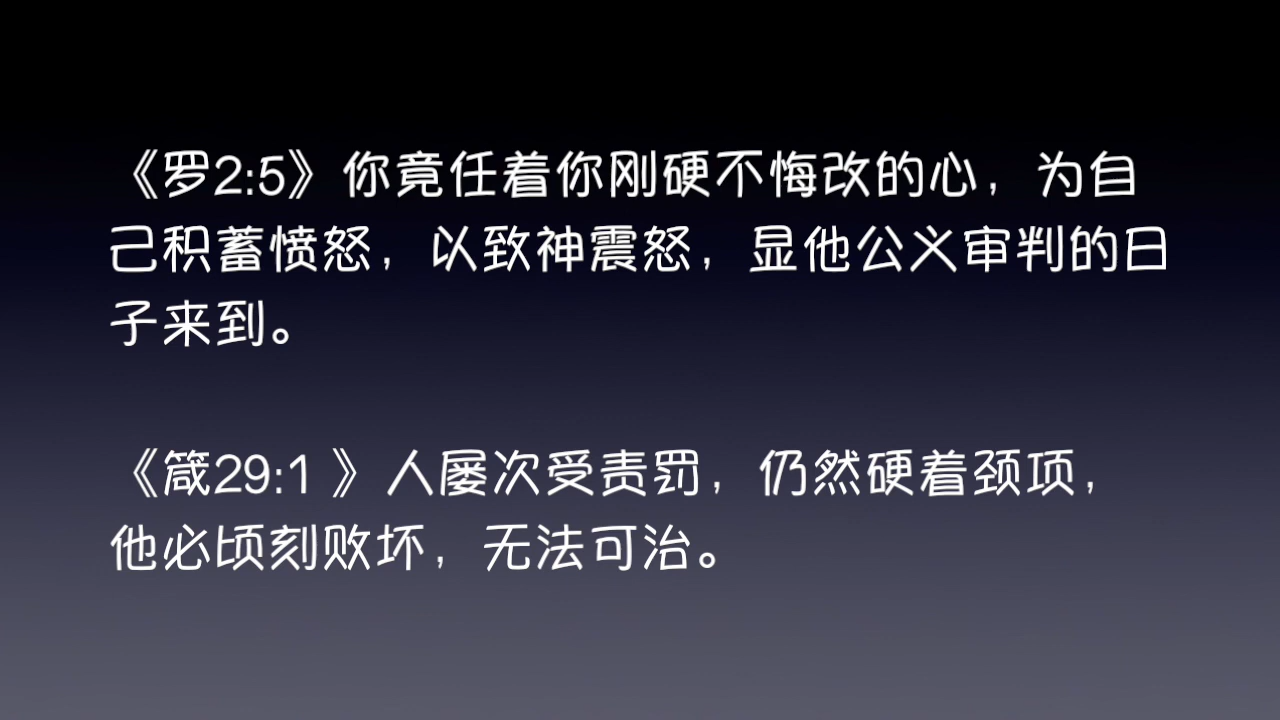 《罗2:5》你竟任着你刚硬不悔改的心，为自
己积蓄愤怒，以致神震怒，显他公义审判的日
子来到。
《箴29:1 》人屡次受责罚，仍然硬着颈项，
他必顷刻败坏，无法可治。